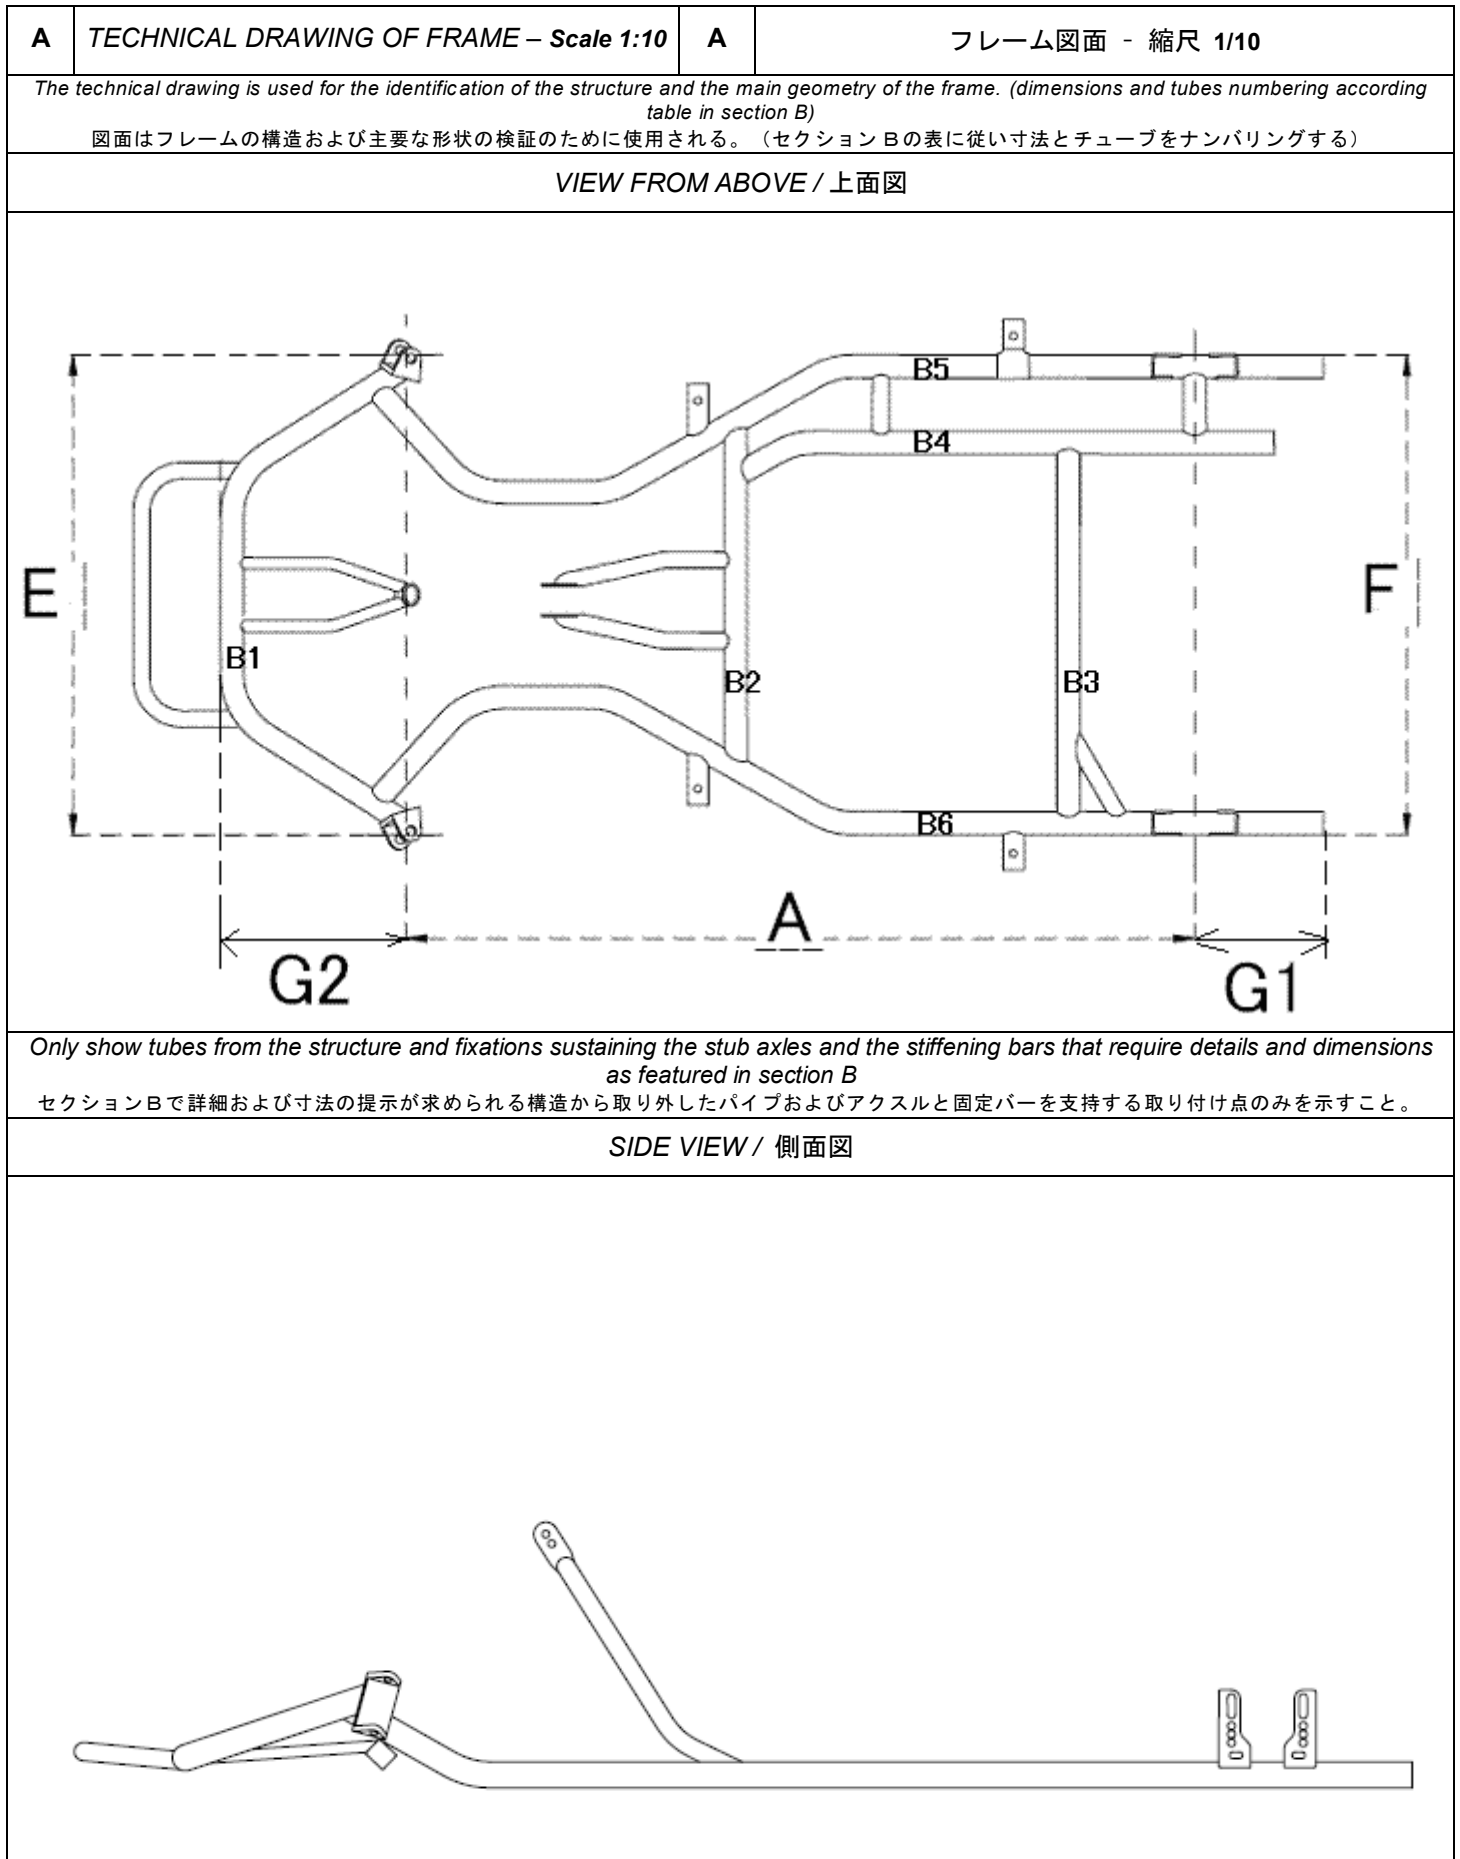 A TECHNICAL DRAWING OF FRAME – Scale 1:10 A フレーム図面 - 縮尺 1/10
The technical drawing is used for the identification of the structure and the main geometry of the frame. (dimensions and tubes numbering according
table in section B)
図面はフレームの構造および主要な形状の検証のために使用される。（セクション B の表に従い寸法とチューブをナンバリングする）
VIEW FROM ABOVE / 上面図
B5
B4
E
F
B1
B2
B3
B6
A
G2
G1
Only show tubes from the structure and fixations sustaining the stub axles and the stiffening bars that require details and dimensions
as featured in section B
セクションＢで詳細および寸法の提示が求められる構造から取り外したパイプおよびアクスルと固定バーを支持する取り付け点のみを示すこと。
SIDE VIEW / 側面図